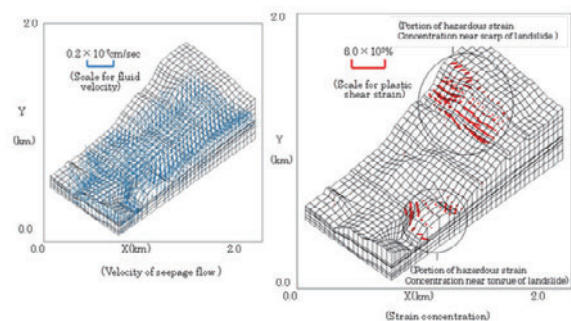 2.0
0.2 × 10⁻⁶cm/sec
(Scale for fluid
velocity)
Y
(km)
0.0
0.0
X(km)
2.0
(Velocity of seepage flow )
2.0
(Portion of hazardous strain
Concentration near scarp of landslide )
6.0 × 10⁰%
(Scale for plastic
shear strain)
Y
(km)
0.0
0.0
X(km)
2.0
(Portion of hazardous strain
Concentration near tongue of landslide)
(Strain concentration)